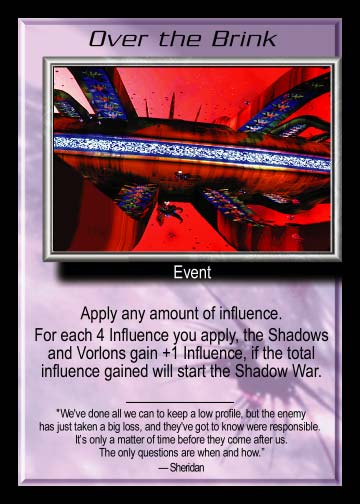 Over the Brink
Event
Apply any amount of influence.
For each 4 Influence you apply, the Shadows
and Vorlons gain +1 Influence, if the total
influence gained will start the Shadow War.
"We've done all we can to keep a low profile, but the enemy
has just taken a big loss, and they've got to know were responsible.
It's only a matter of time before they come after us.
The only questions are when and how."
— Sheridan